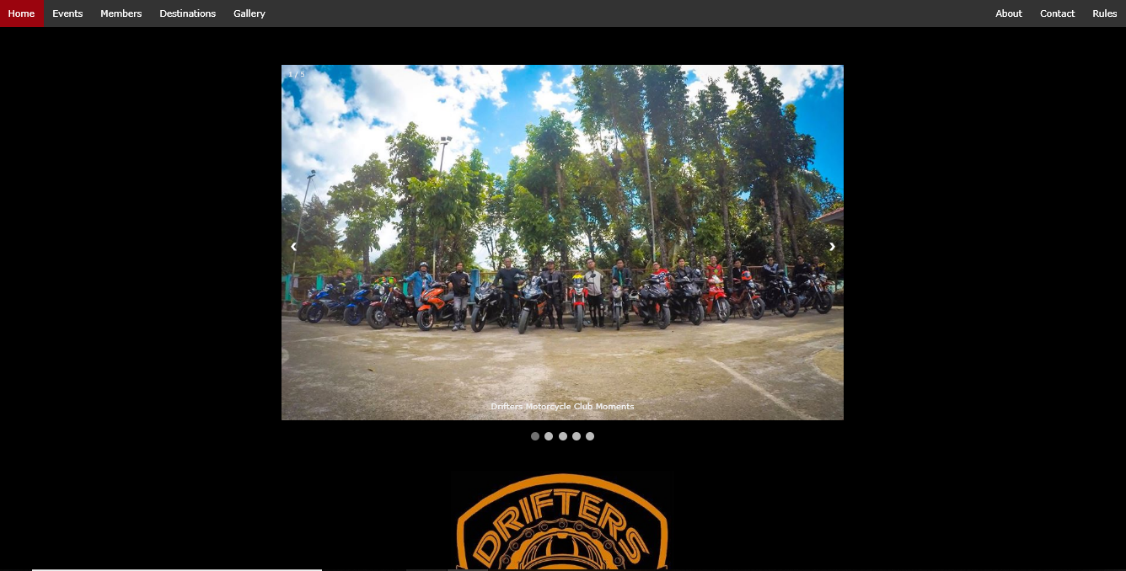 Home Events Members Destinations Gallery About Contact Rules
1 / 5
❮ ❯
Drifters Motorcycle Club Moments
DRIFTERS